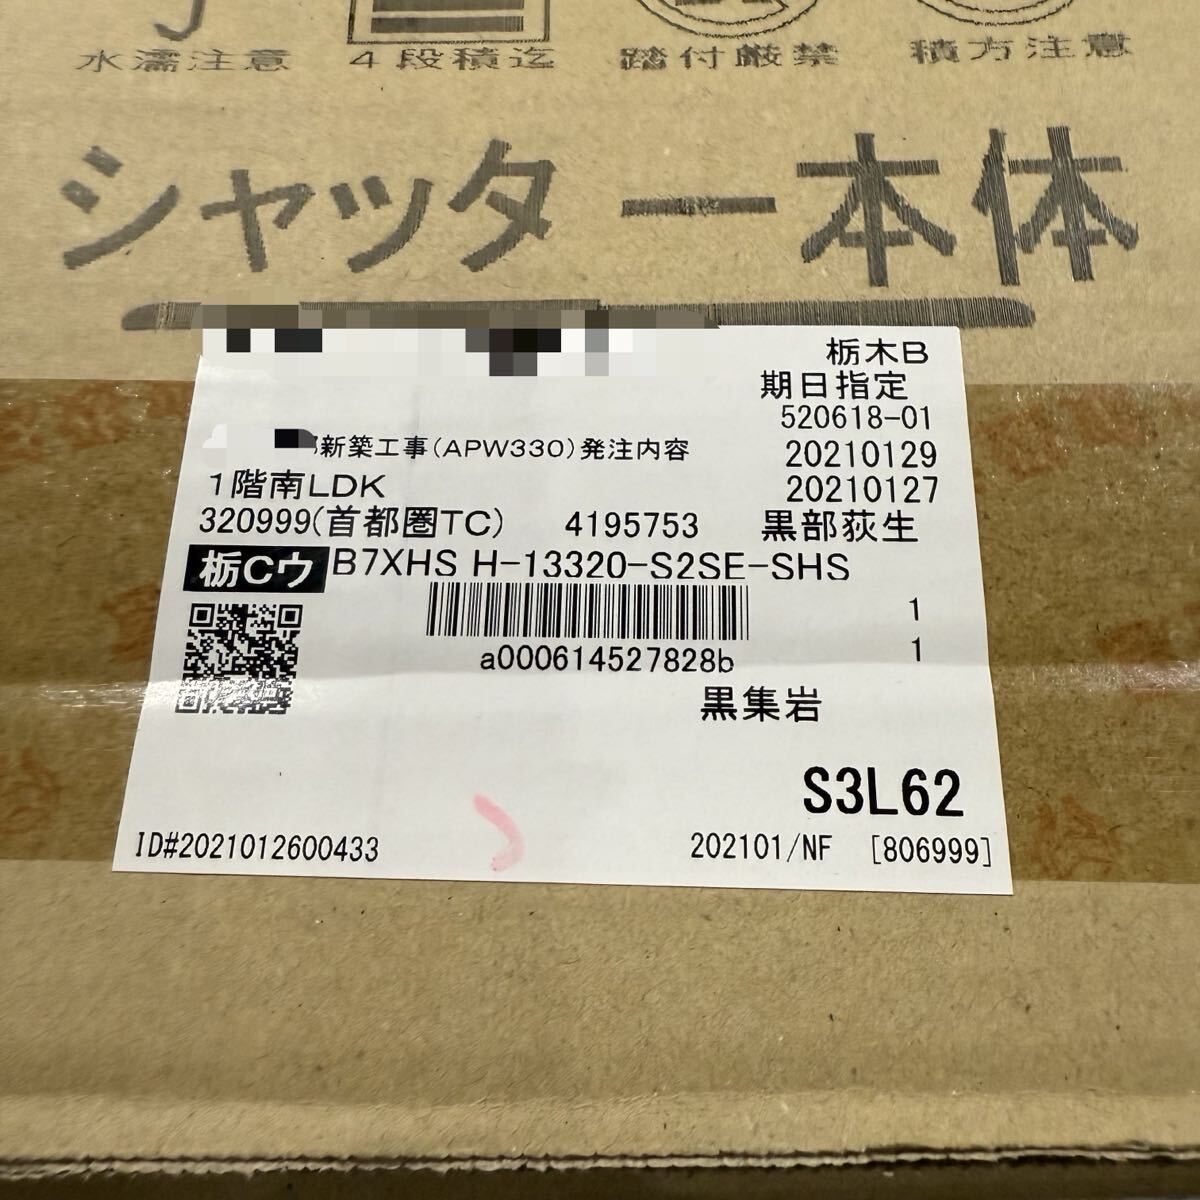 水濡注意 4段積迄 踏付厳禁 積方注意
シャッター本体
栃木B
期日指定
520618-01
新築工事(APW330)発注内容 20210129
1階南LDK 20210127
320999(首都圏TC) 4195753 黒部荻生
栃Cウ B7XHS H-13320-S2SE-SHS
1
a000614527828b 1
黒集岩
S3L62
ID#2021012600433 202101/NF [806999]